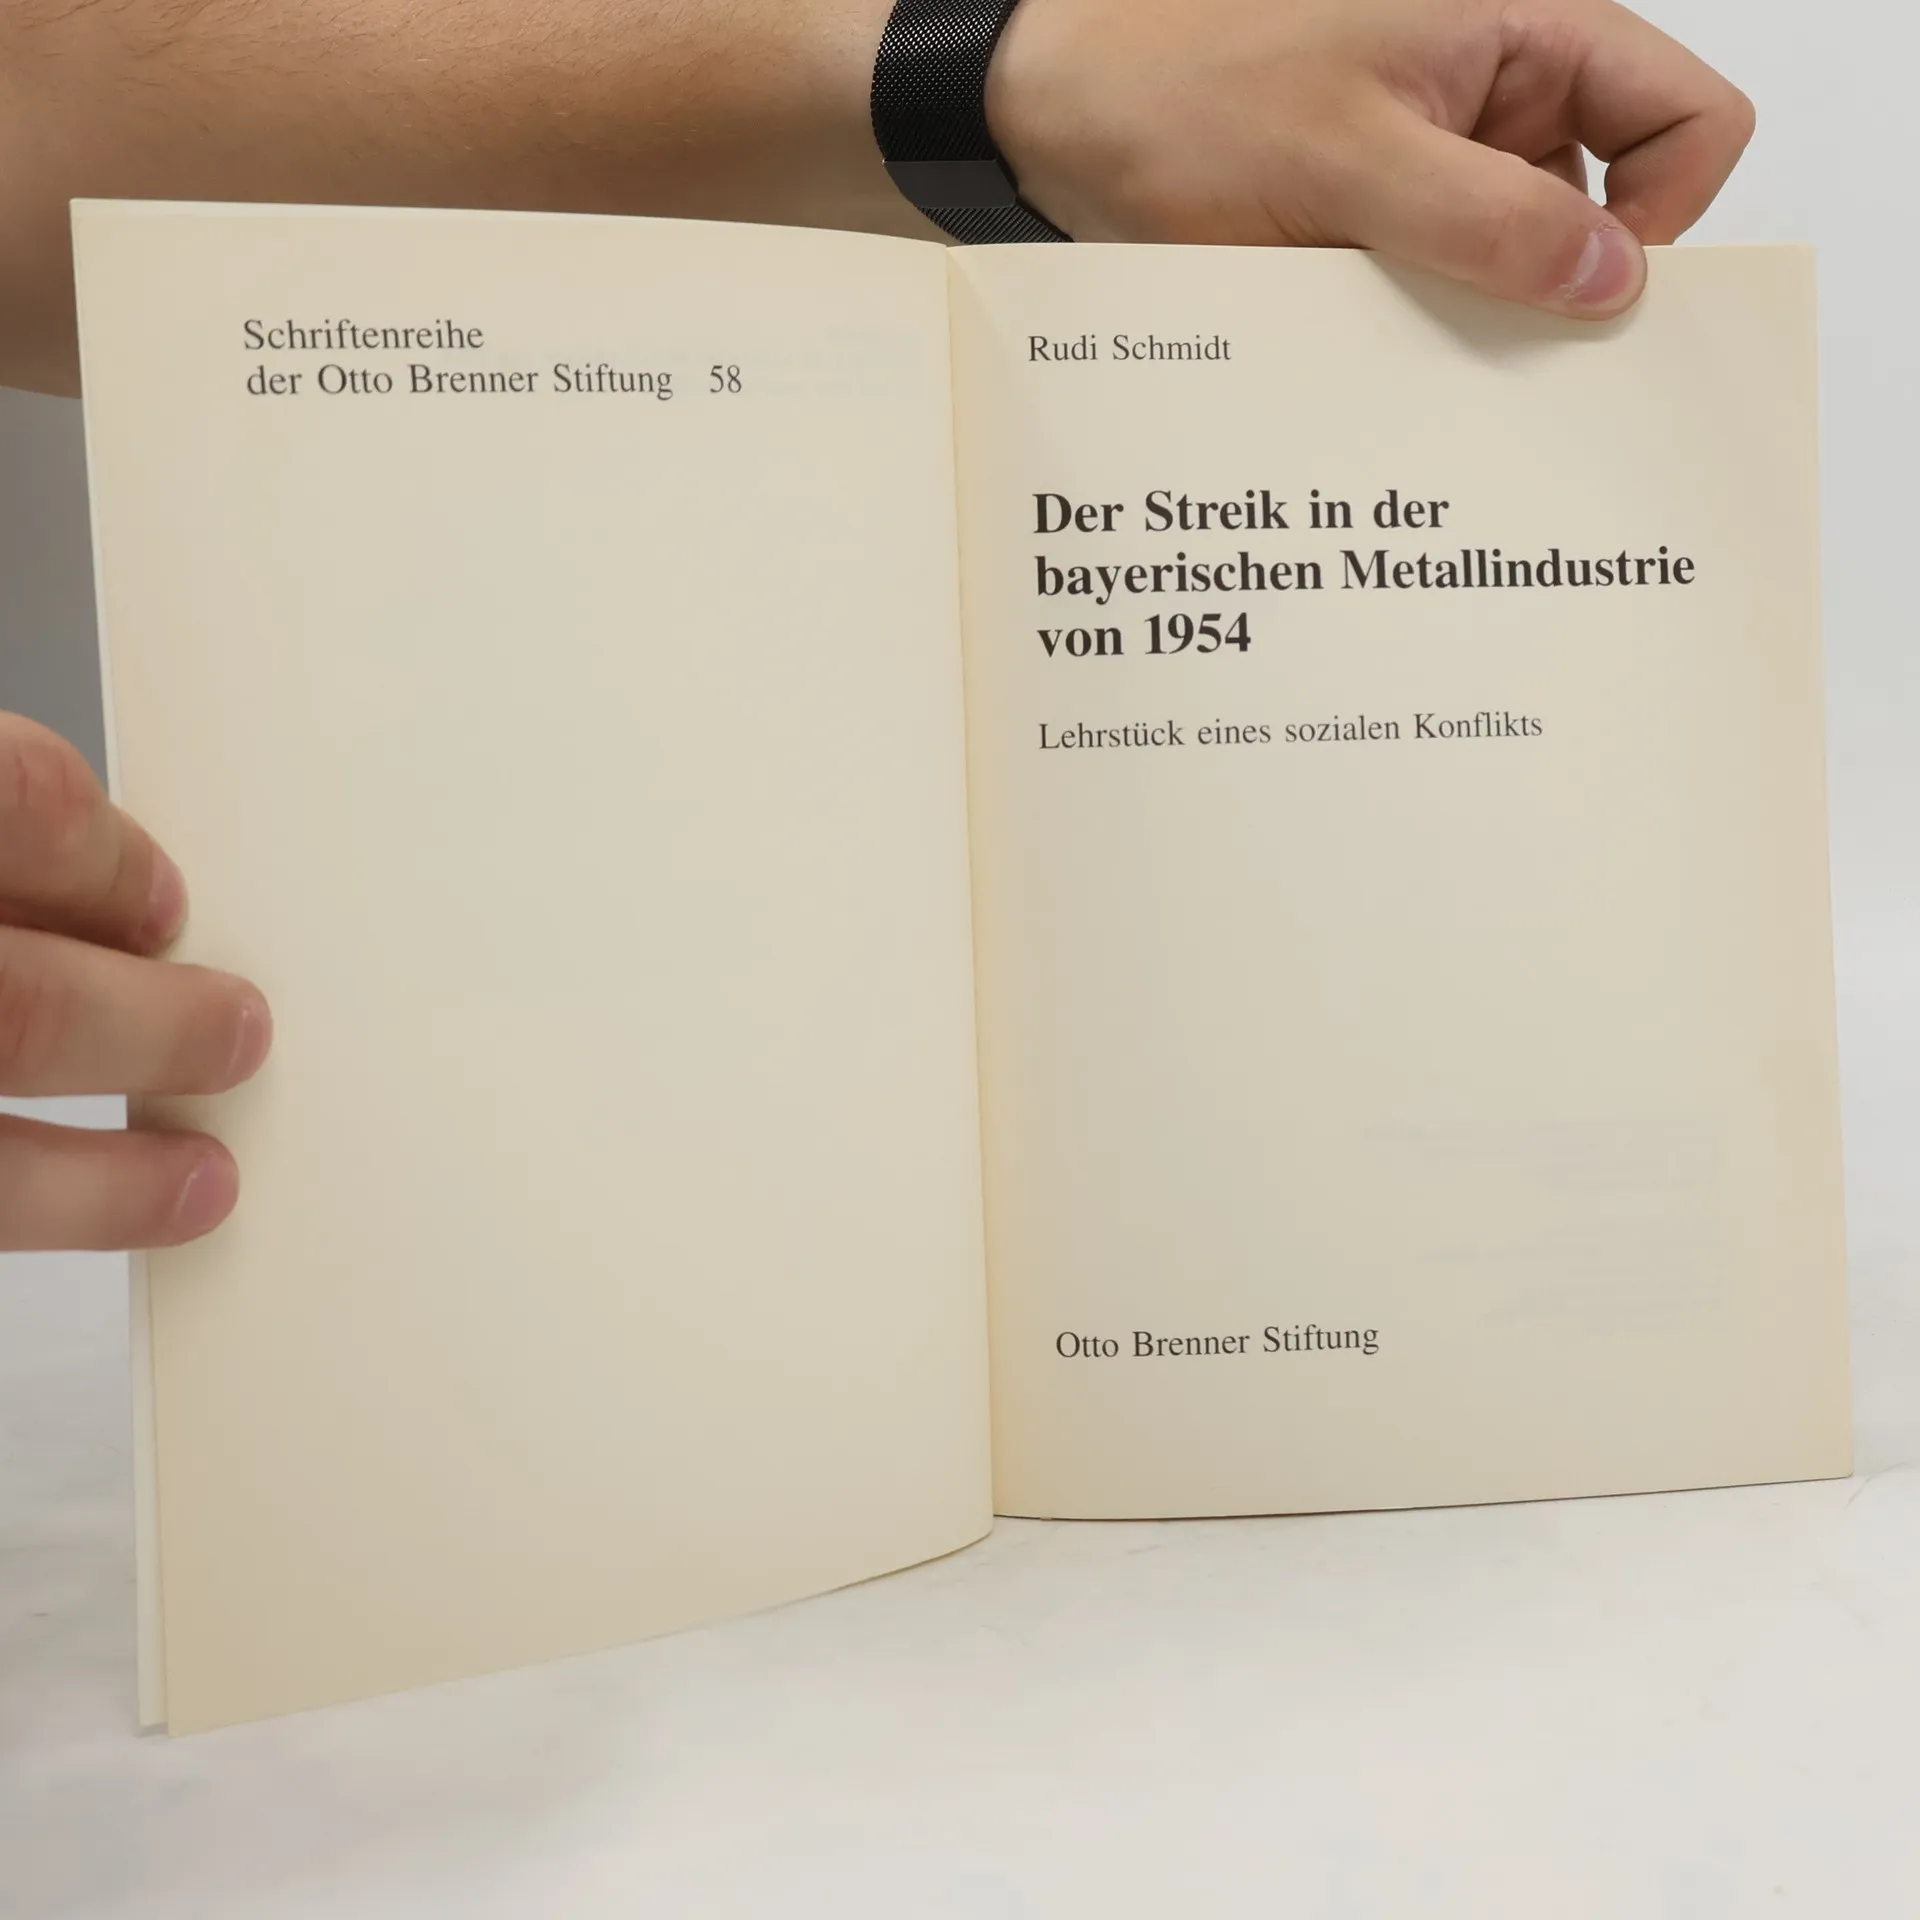 Schriftenreihe
der Otto Brenner Stiftung 58
Rudi Schmidt
Der Streik in der
bayerischen Metallindustrie
von 1954
Lehrstück eines sozialen Konflikts
Otto Brenner Stiftung